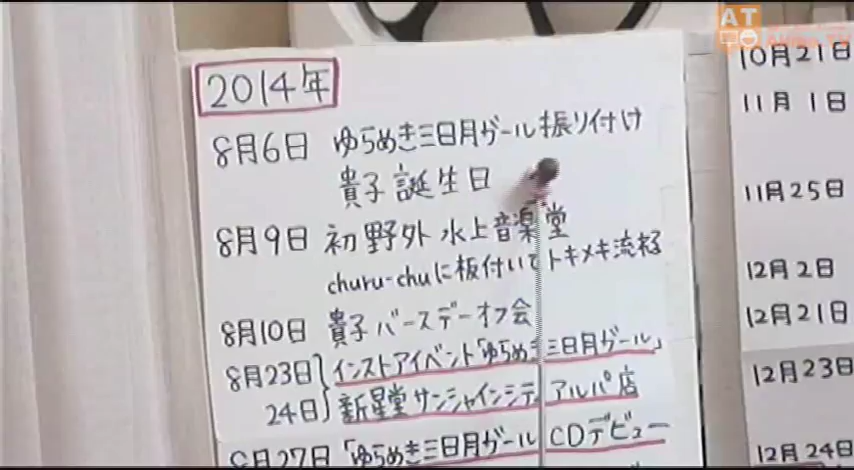 2014年
8月6日 ゆらめき三日月ガール振り付け
貴子誕生日
8月9日 初野外 水上音楽堂
churu-chuに板付いてトキメキ流星
8月10日 貴子バースデーオフ会
8月23日 インストアイベント「ゆらめき三日月ガール」
24日 新星堂サンシャインシティアルパ店
8月27日 「ゆらめき三日月ガール CDデビュー
10月21日
11月1日
11月25日
12月2日
12月21日
12月23日
12月24日
AT